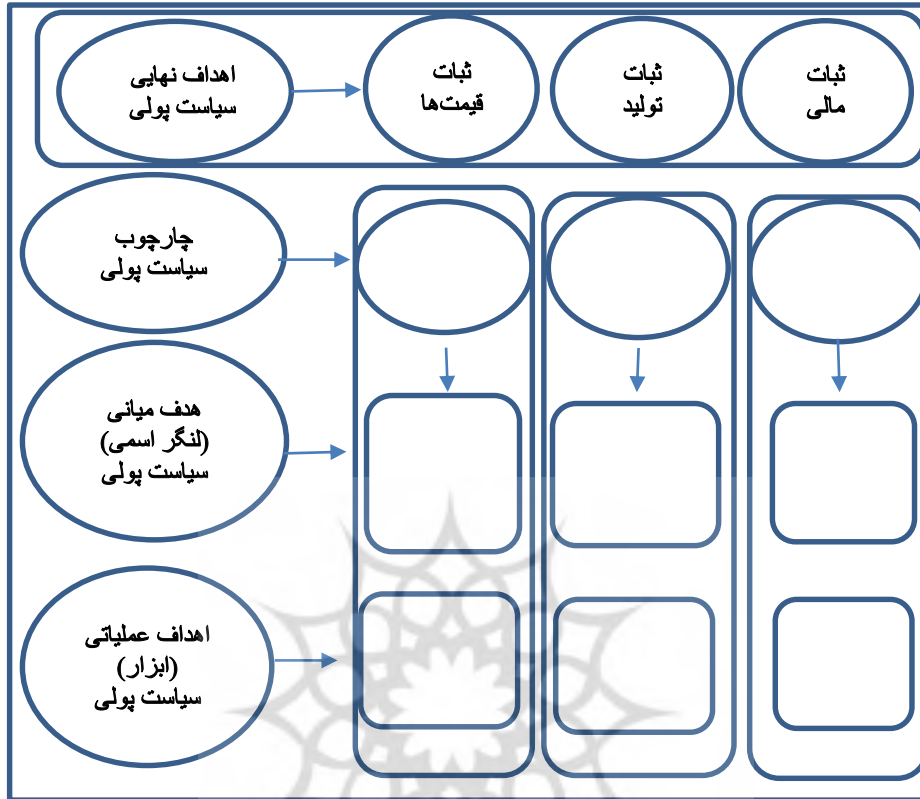 اهداف نهایی
سیاست پولی
ثبات
قیمت‌ها
ثبات
تولید
ثبات
مالی
چارچوب
سیاست پولی
هدف میانی
(لنگر اسمی)
سیاست پولی
اهداف عملیاتی
(ابزار)
سیاست پولی